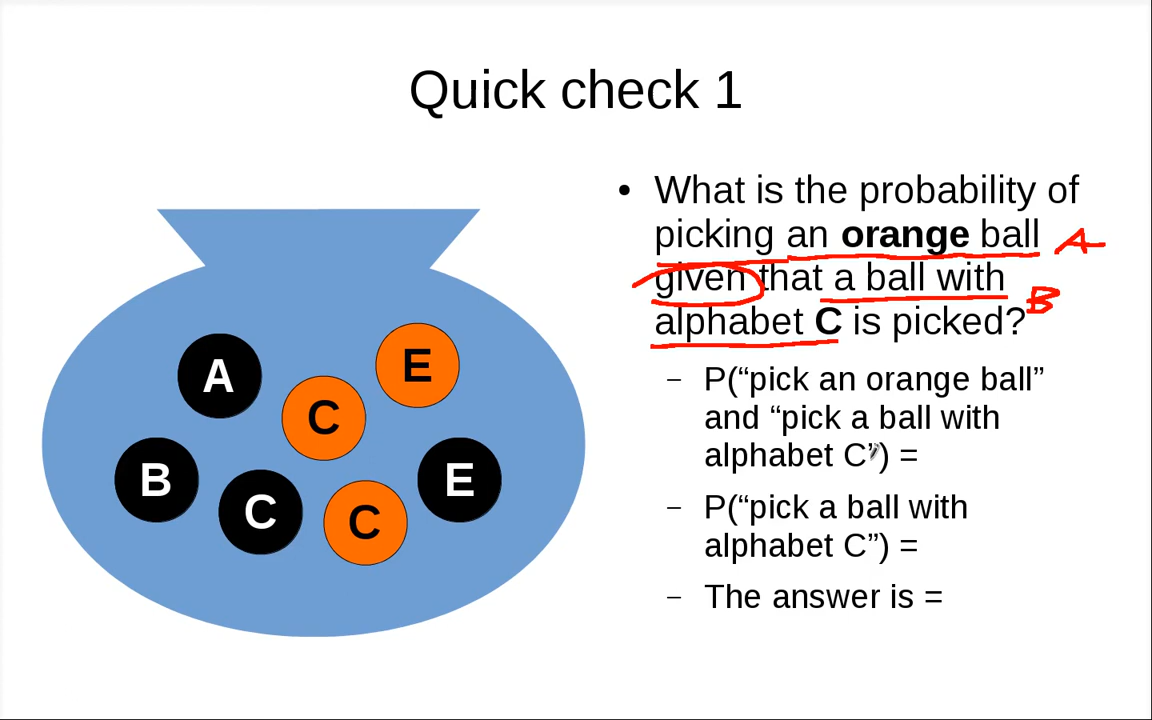 Quick check 1
• What is the probability of
picking an orange ball A
given that a ball with
alphabet C is picked? B
– P(“pick an orange ball”
and “pick a ball with
alphabet C”) =
– P(“pick a ball with
alphabet C”) =
– The answer is =
A
E
C
B
E
C
C